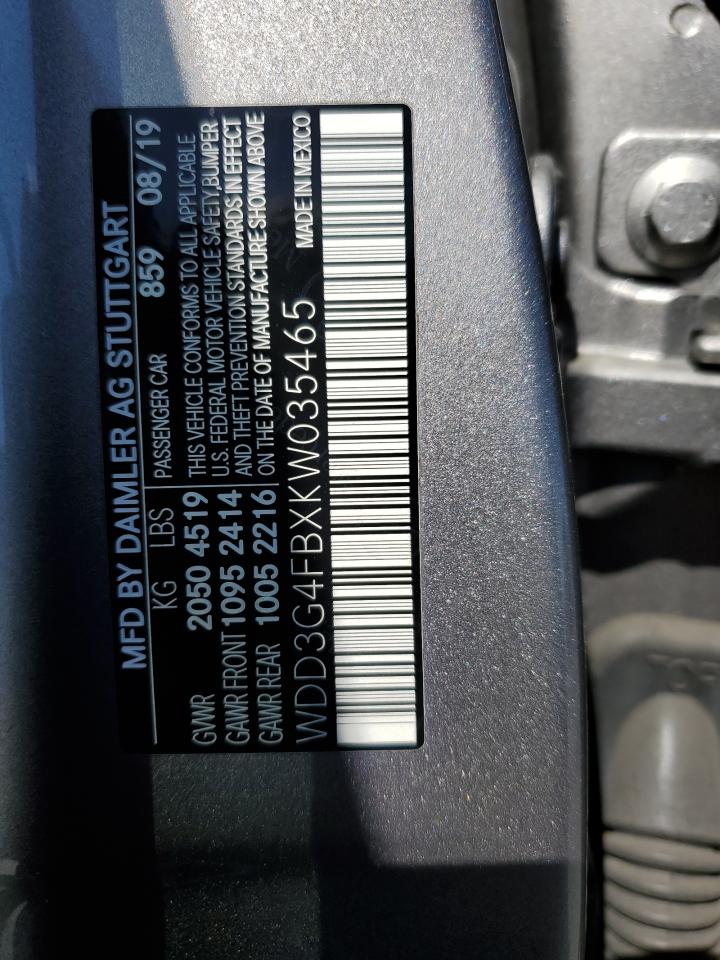 MFD BY DAIMLER AG STUTTGART
KG LBS PASSENGER CAR 859 08/19
GVWR 2050 4519 THIS VEHICLE CONFORMS TO ALL APPLICABLE
U.S. FEDERAL MOTOR VEHICLE SAFETY, BUMPER
GAWR FRONT 1095 2414 AND THEFT PREVENTION STANDARDS IN EFFECT
GAWR REAR 1005 2216 ON THE DATE OF MANUFACTURE SHOWN ABOVE
WDD3G4FBXKW035465 MADE IN MEXICO